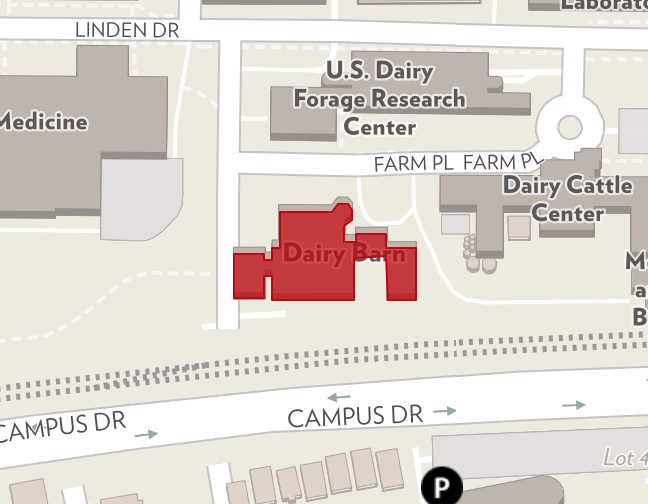 Laborato
LINDEN DR
U.S. Dairy
Forage Research
Center
Medicine
FARM PL FARM PL
Dairy Cattle
Center
Dairy Barn
M
a
B
CAMPUS DR
CAMPUS DR
Lot 4
P